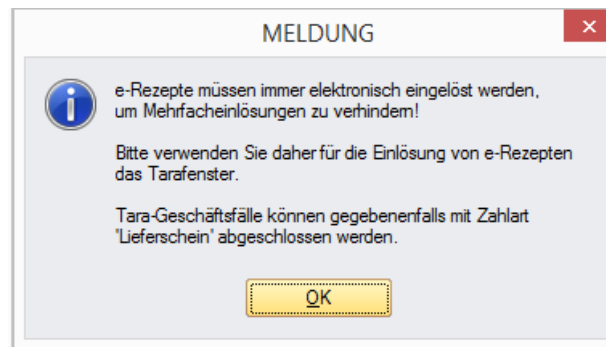 MELDUNG
e-Rezepte müssen immer elektronisch eingelöst werden,
um Mehrfacheinlösungen zu verhindern!
Bitte verwenden Sie daher für die Einlösung von e-Rezepten
das Tarafenster.
Tara-Geschäftsfälle können gegebenenfalls mit Zahlart
'Lieferschein' abgeschlossen werden.
OK